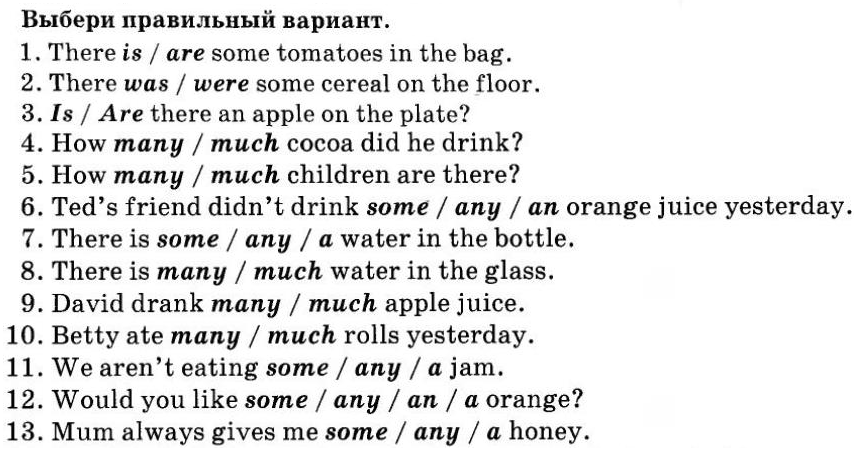 Выбери правильный вариант.
1. There is / are some tomatoes in the bag.
2. There was / were some cereal on the floor.
3. Is / Are there an apple on the plate?
4. How many / much cocoa did he drink?
5. How many / much children are there?
6. Ted's friend didn't drink some / any / an orange juice yesterday.
7. There is some / any / a water in the bottle.
8. There is many / much water in the glass.
9. David drank many / much apple juice.
10. Betty ate many / much rolls yesterday.
11. We aren't eating some / any / a jam.
12. Would you like some / any / an / a orange?
13. Mum always gives me some / any / a honey.